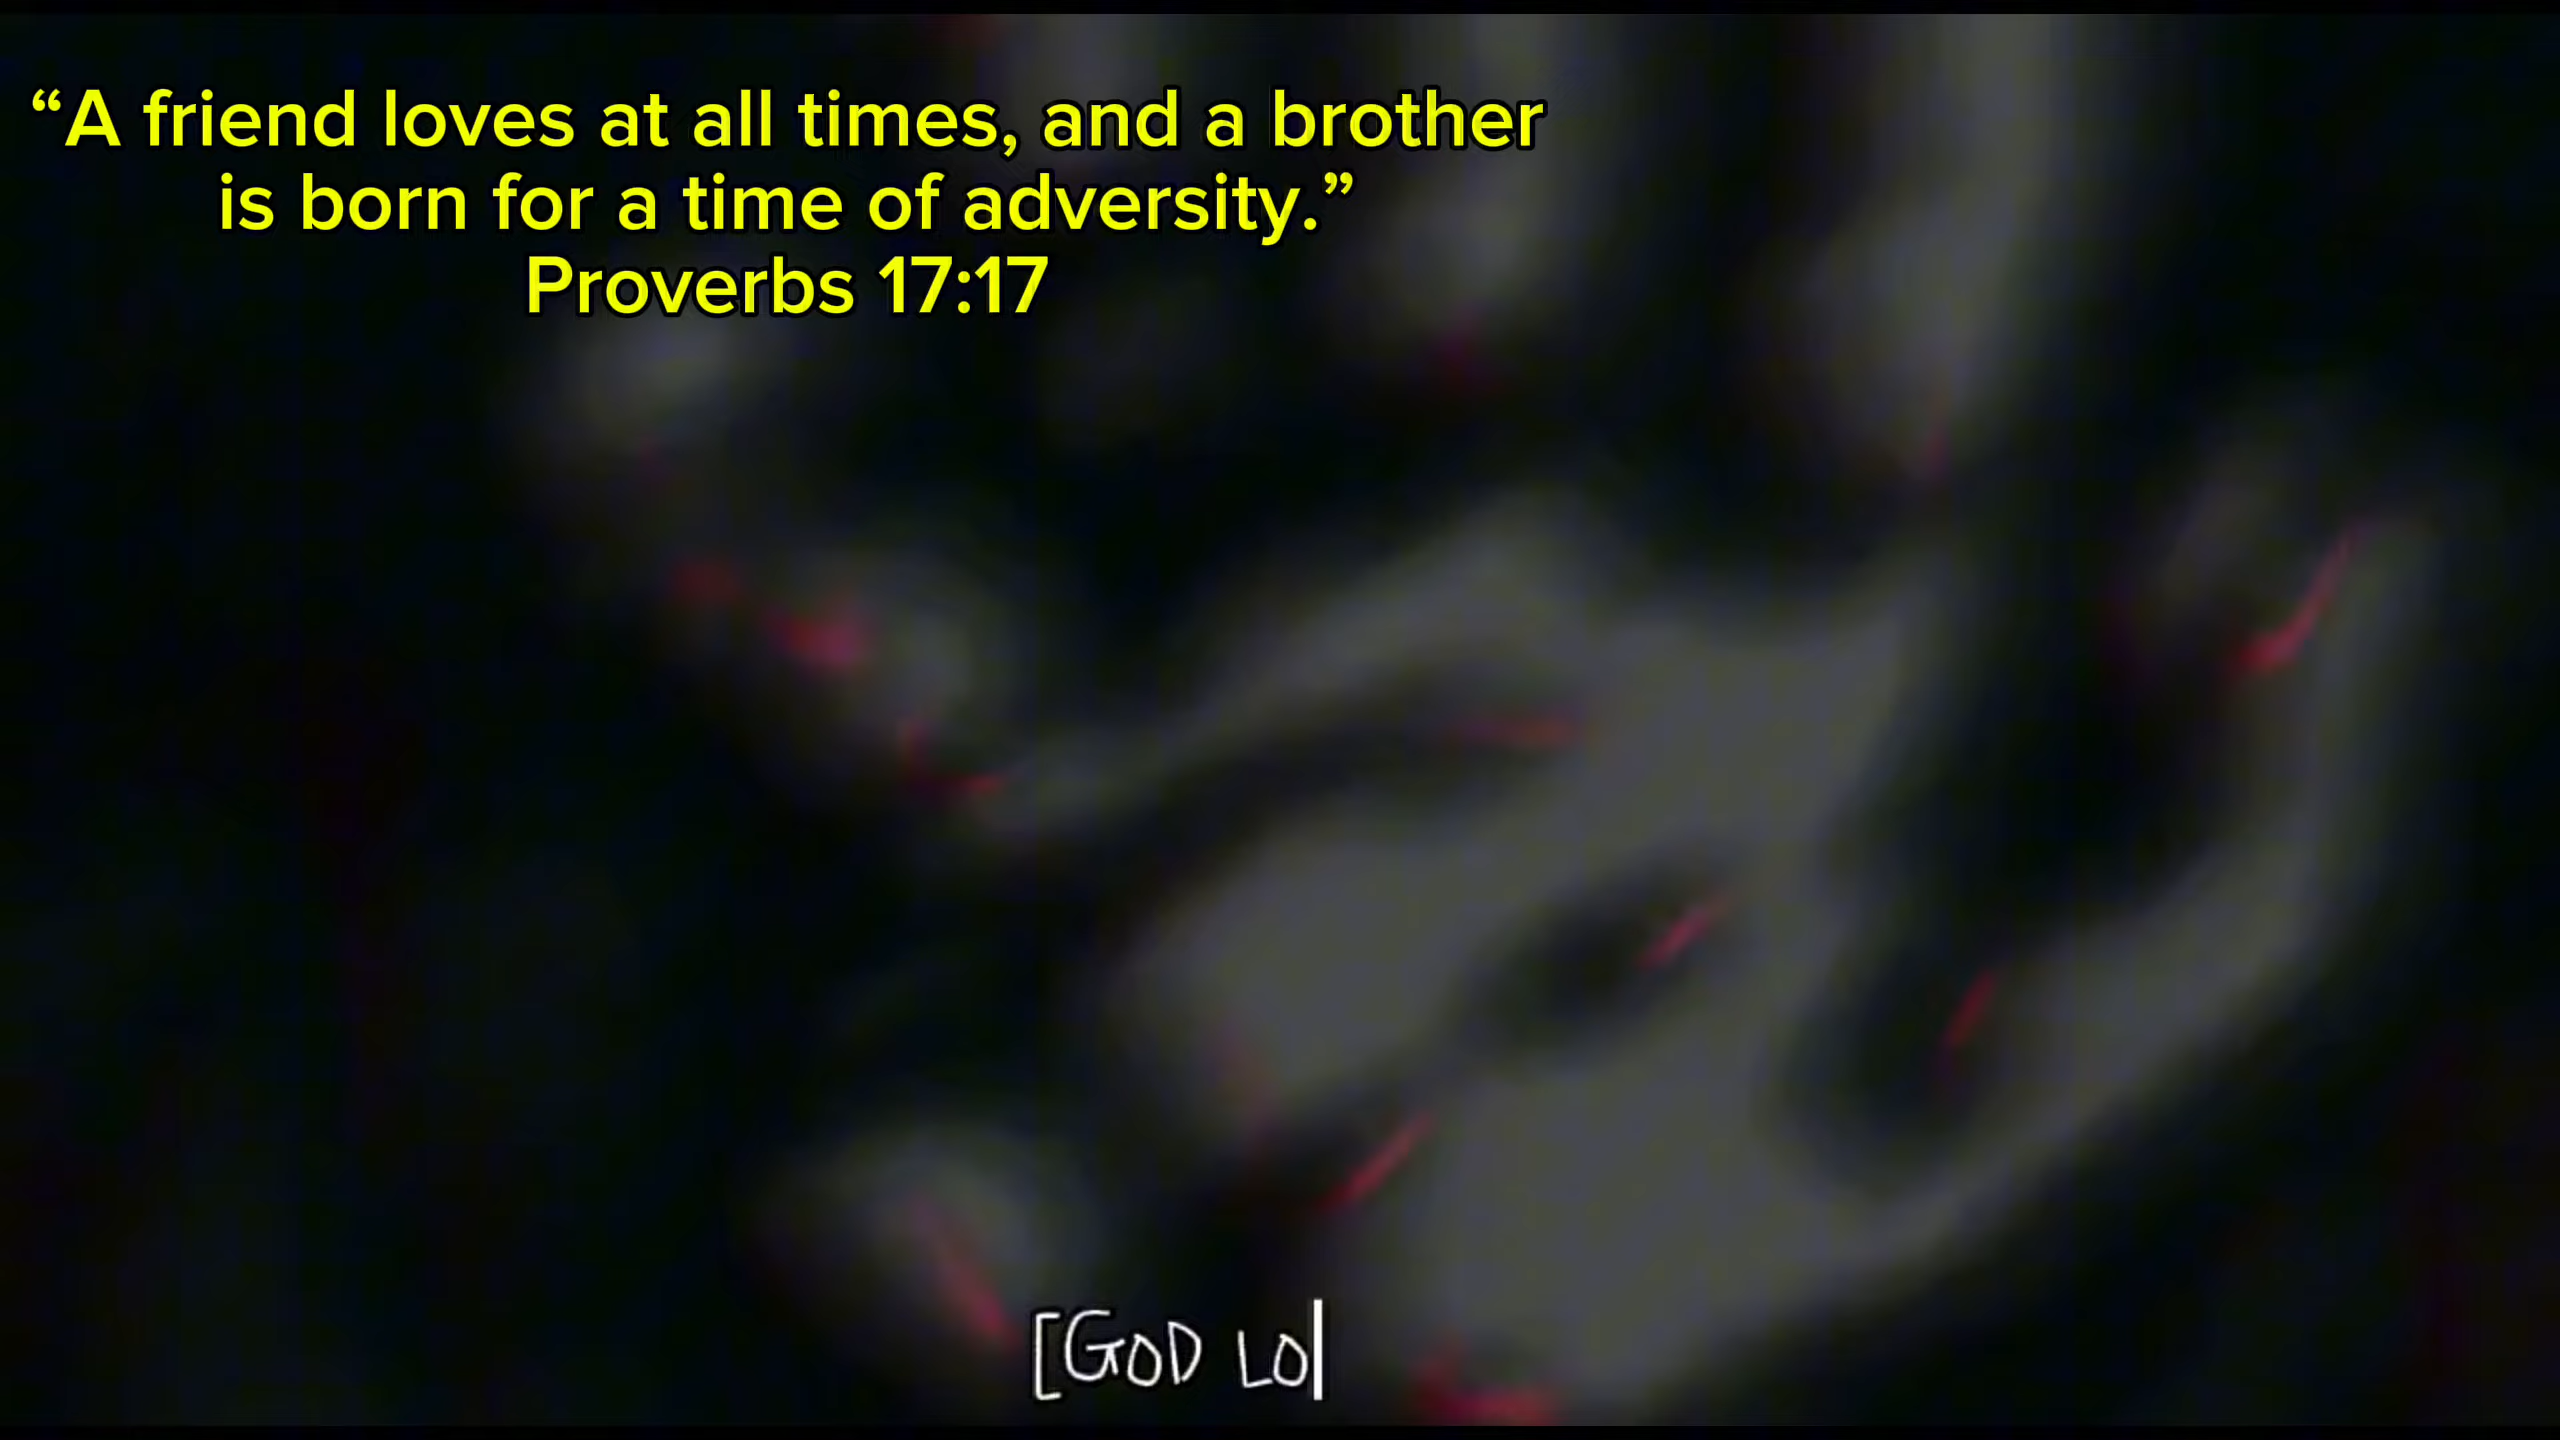 “A friend loves at all times, and a brother
is born for a time of adversity.”
Proverbs 17:17
[GOD LO